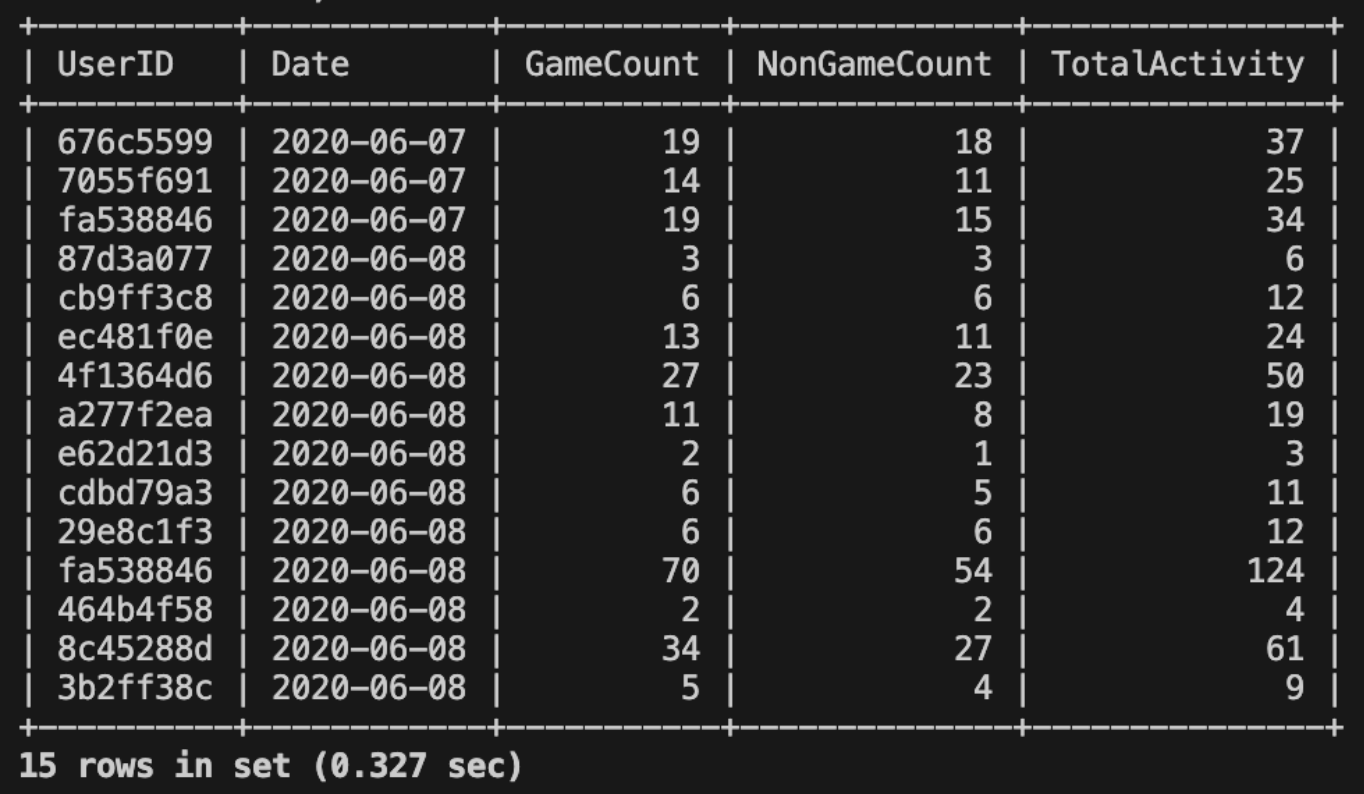 +----------+------------+-----------+--------------+---------------+
| UserID   | Date       | GameCount | NonGameCount | TotalActivity |
+----------+------------+-----------+--------------+---------------+
| 676c5599 | 2020-06-07 |        19 |           18 |            37 |
| 7055f691 | 2020-06-07 |        14 |           11 |            25 |
| fa538846 | 2020-06-07 |        19 |           15 |            34 |
| 87d3a077 | 2020-06-08 |         3 |            3 |             6 |
| cb9ff3c8 | 2020-06-08 |         6 |            6 |            12 |
| ec481f0e | 2020-06-08 |        13 |           11 |            24 |
| 4f1364d6 | 2020-06-08 |        27 |           23 |            50 |
| a277f2ea | 2020-06-08 |        11 |            8 |            19 |
| e62d21d3 | 2020-06-08 |         2 |            1 |             3 |
| cdbd79a3 | 2020-06-08 |         6 |            5 |            11 |
| 29e8c1f3 | 2020-06-08 |         6 |            6 |            12 |
| fa538846 | 2020-06-08 |        70 |           54 |           124 |
| 464b4f58 | 2020-06-08 |         2 |            2 |             4 |
| 8c45288d | 2020-06-08 |        34 |           27 |            61 |
| 3b2ff38c | 2020-06-08 |         5 |            4 |             9 |
+----------+------------+-----------+--------------+---------------+
15 rows in set (0.327 sec)